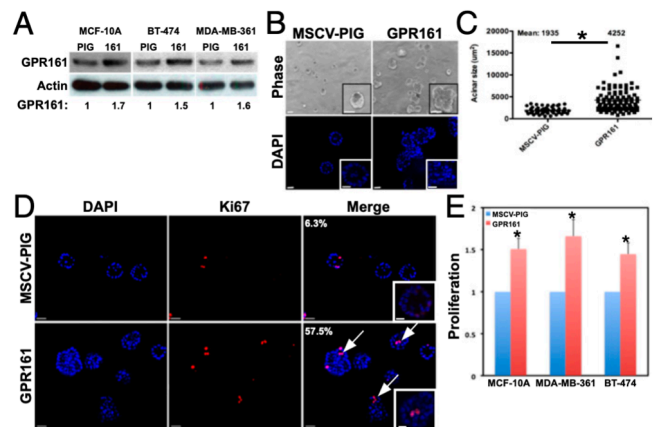 A
MCF-10A BT-474 MDA-MB-361
PIG 161 PIG 161 PIG 161
GPR161
Actin
GPR161: 1 1.7 1 1.5 1 1.6
B
MSCV-PIG GPR161
Phase
DAPI
C
Mean: 1935 4252
*
Acinar size (um²)
20000
15000
10000
5000
0
MSCV-PIG
GPR161
D
DAPI Ki67 Merge
MSCV-PIG
6.3%
GPR161
57.5%
E
MSCV-PIG
GPR161
Proliferation
2
1.5
1
0.5
0
* * *
MCF-10A MDA-MB-361 BT-474